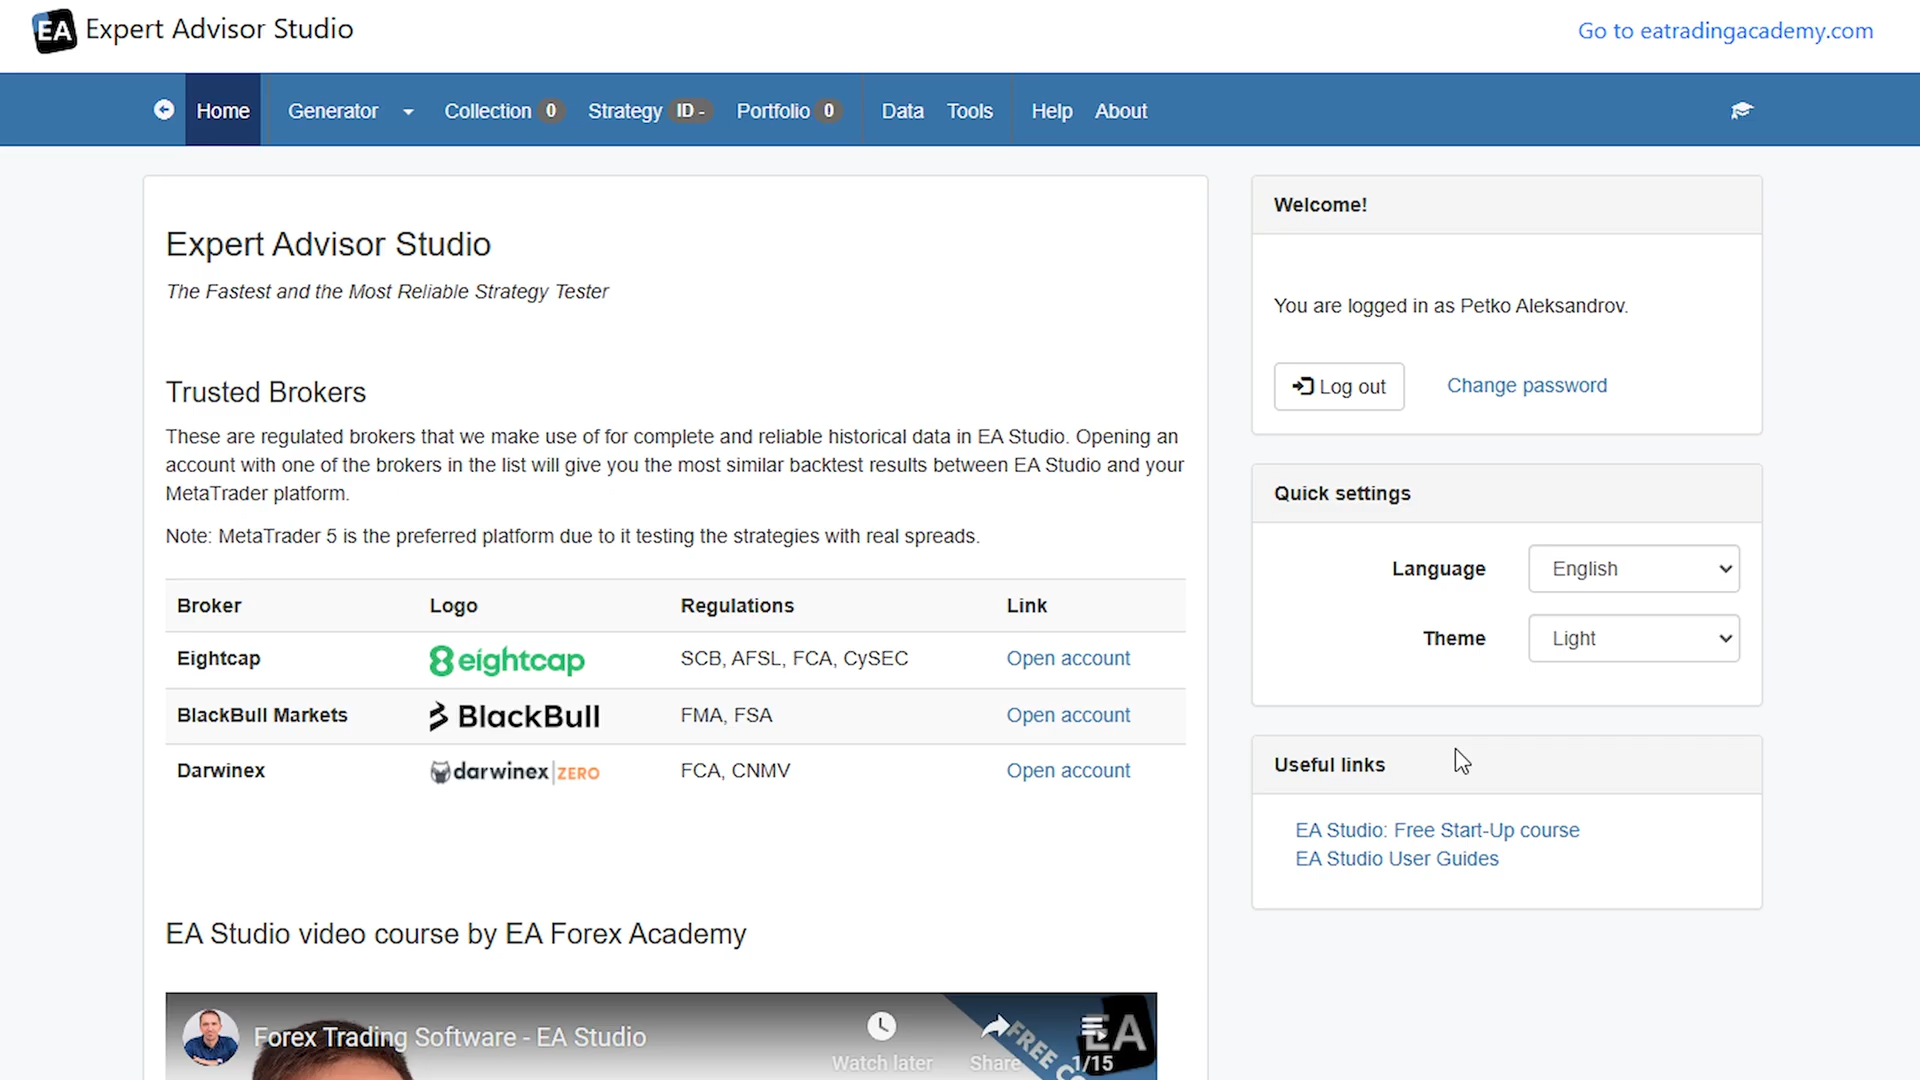 EA Expert Advisor Studio
Go to eatradingacademy.com
Home Generator Collection 0 Strategy ID - Portfolio 0 Data Tools Help About
Expert Advisor Studio
The Fastest and the Most Reliable Strategy Tester
Trusted Brokers
These are regulated brokers that we make use of for complete and reliable historical data in EA Studio. Opening an
account with one of the brokers in the list will give you the most similar backtest results between EA Studio and your
MetaTrader platform.
Note: MetaTrader 5 is the preferred platform due to it testing the strategies with real spreads.
Broker Logo Regulations Link
Eightcap eightcap SCB, AFSL, FCA, CySEC Open account
BlackBull Markets BlackBull FMA, FSA Open account
Darwinex darwinex ZERO FCA, CNMV Open account
EA Studio video course by EA Forex Academy
Forex Trading Software - EA Studio
Watch later
Share
1/15
FREE
EA
Welcome!
You are logged in as Petko Aleksandrov.
Log out Change password
Quick settings
Language English
Theme Light
Useful links
EA Studio: Free Start-Up course
EA Studio User Guides